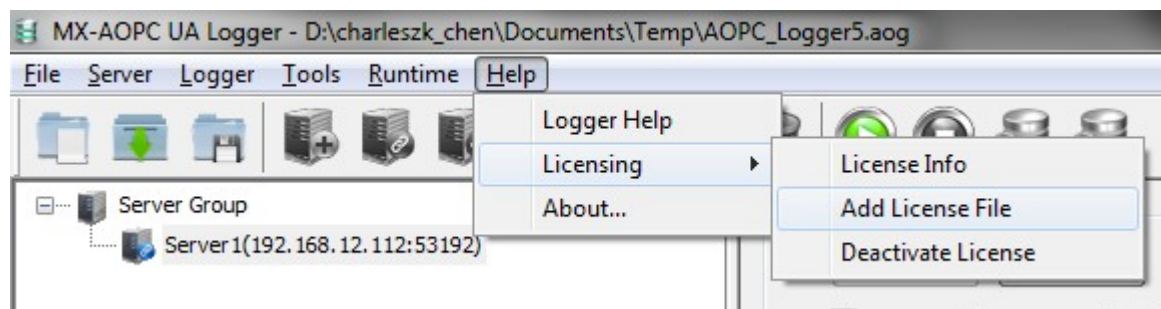 MX-AOPC UA Logger - D:\charleszk_chen\Documents\Temp\AOPC_Logger5.aog
File Server Logger Tools Runtime Help
Logger Help
Licensing
About...
License Info
Add License File
Deactivate License
Server Group
Server1(192.168.12.112:53192)